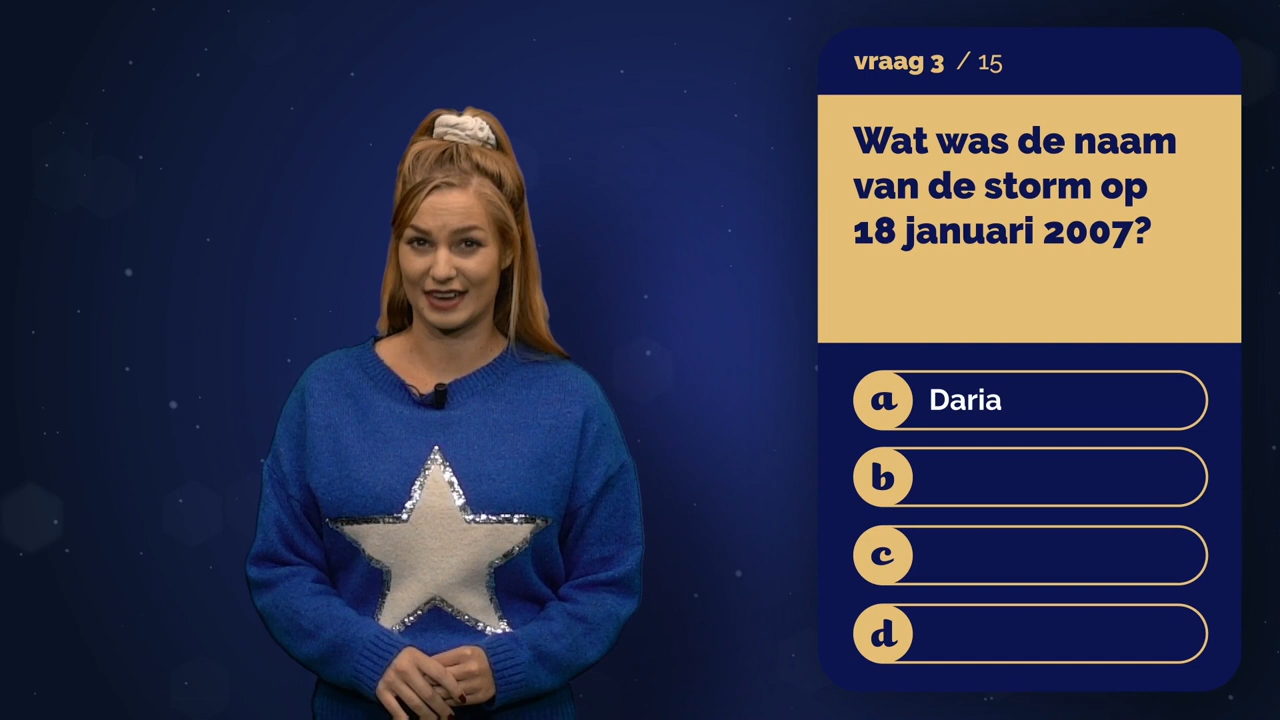 vraag 3 / 15
Wat was de naam
van de storm op
18 januari 2007?
a Daria
b
c
d